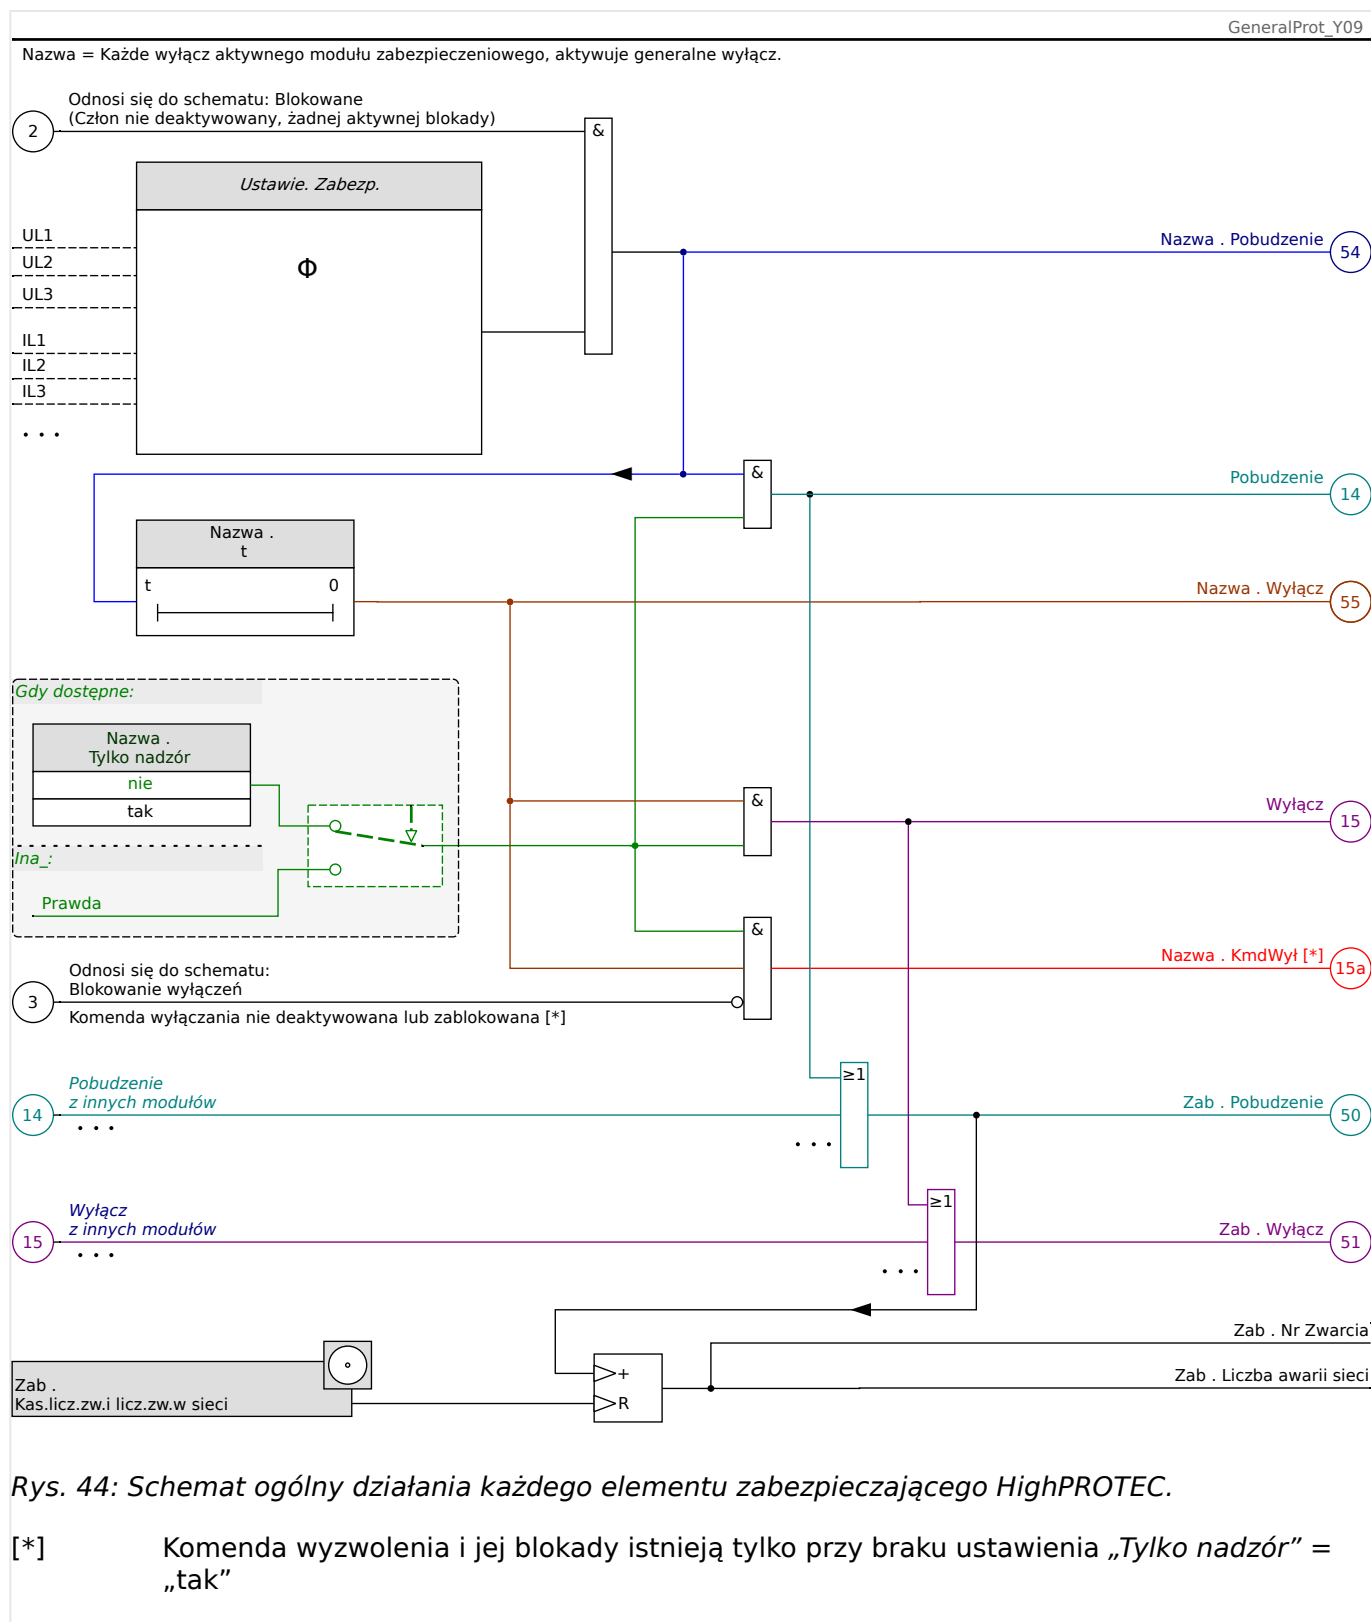 GeneralProt_Y09
Nazwa = Każde wyłącz aktywnego modułu zabezpieczeniowego, aktywuje generalne wyłącz.
Odnosi się do schematu: Blokowane
(Człon nie deaktywowany, żadnej aktywnej blokady)
2
&
Ustawie. Zabezp.
Φ
UL1
UL2
UL3
IL1
IL2
IL3
. . .
Nazwa . Pobudzenie
54
&
Pobudzenie
14
Nazwa .
t
t 0
Nazwa . Wyłącz
55
Gdy dostępne:
Nazwa .
Tylko nadzór
nie
tak
Ina_:
Prawda
&
Wyłącz
15
&
Nazwa . KmdWył [*]
15a
Odnosi się do schematu:
Blokowanie wyłączeń
3
Komenda wyłączania nie deaktywowana lub zablokowana [*]
Pobudzenie
z innych modułów
14
. . .
≥1
. . .
Zab . Pobudzenie
50
Wyłącz
z innych modułów
15
. . .
≥1
. . .
Zab . Wyłącz
51
Zab .
Kas.licz.zw.i licz.zw.w sieci
+
R
Zab . Nr Zwarcia
Zab . Liczba awarii sieci
Rys. 44: Schemat ogólny działania każdego elementu zabezpieczającego HighPROTEC.
[*] Komenda wyzwolenia i jej blokady istnieją tylko przy braku ustawienia „Tylko nadzór” =
„tak”